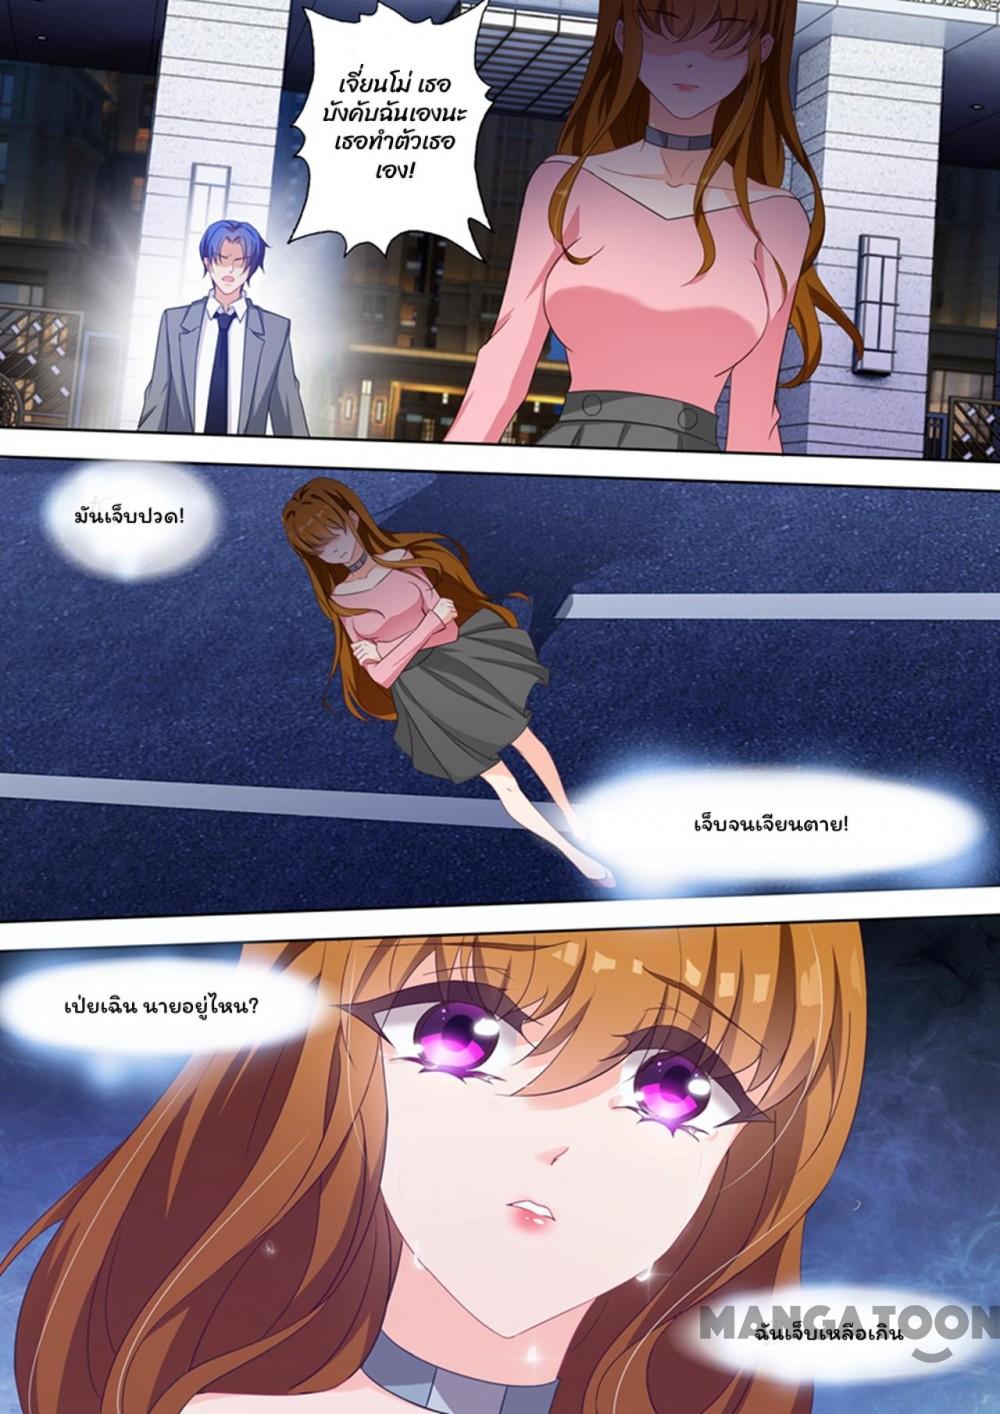 เจี่ยนโม่ เธอ
บังคับฉันเองนะ
เธอทำตัวเธอ
เอง!
มันเจ็บปวด!
เจ็บจนเจียนตาย!
เป่ยเฉิน นายอยู่ไหน?
ฉันเจ็บเหลือเกิน
MANGATOON